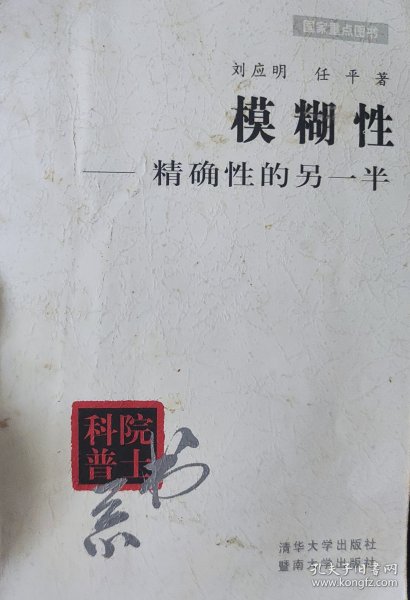 国家重点图书
刘应明 任平 著
模糊性
——精确性的另一半
院士
科普
书系
清华大学出版社
暨南大学出版社
孔夫子旧书网
www.kongfz.com